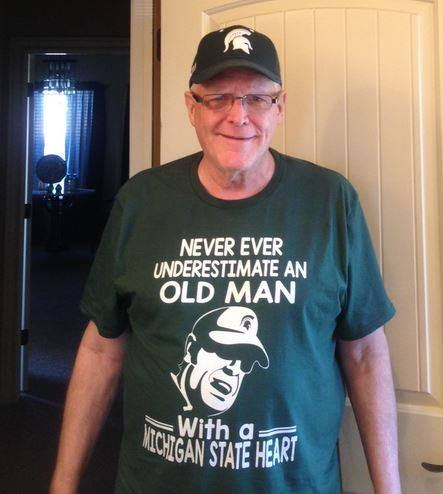 NEVER EVER
UNDERESTIMATE AN
OLD MAN
With a
MICHIGAN STATE HEART